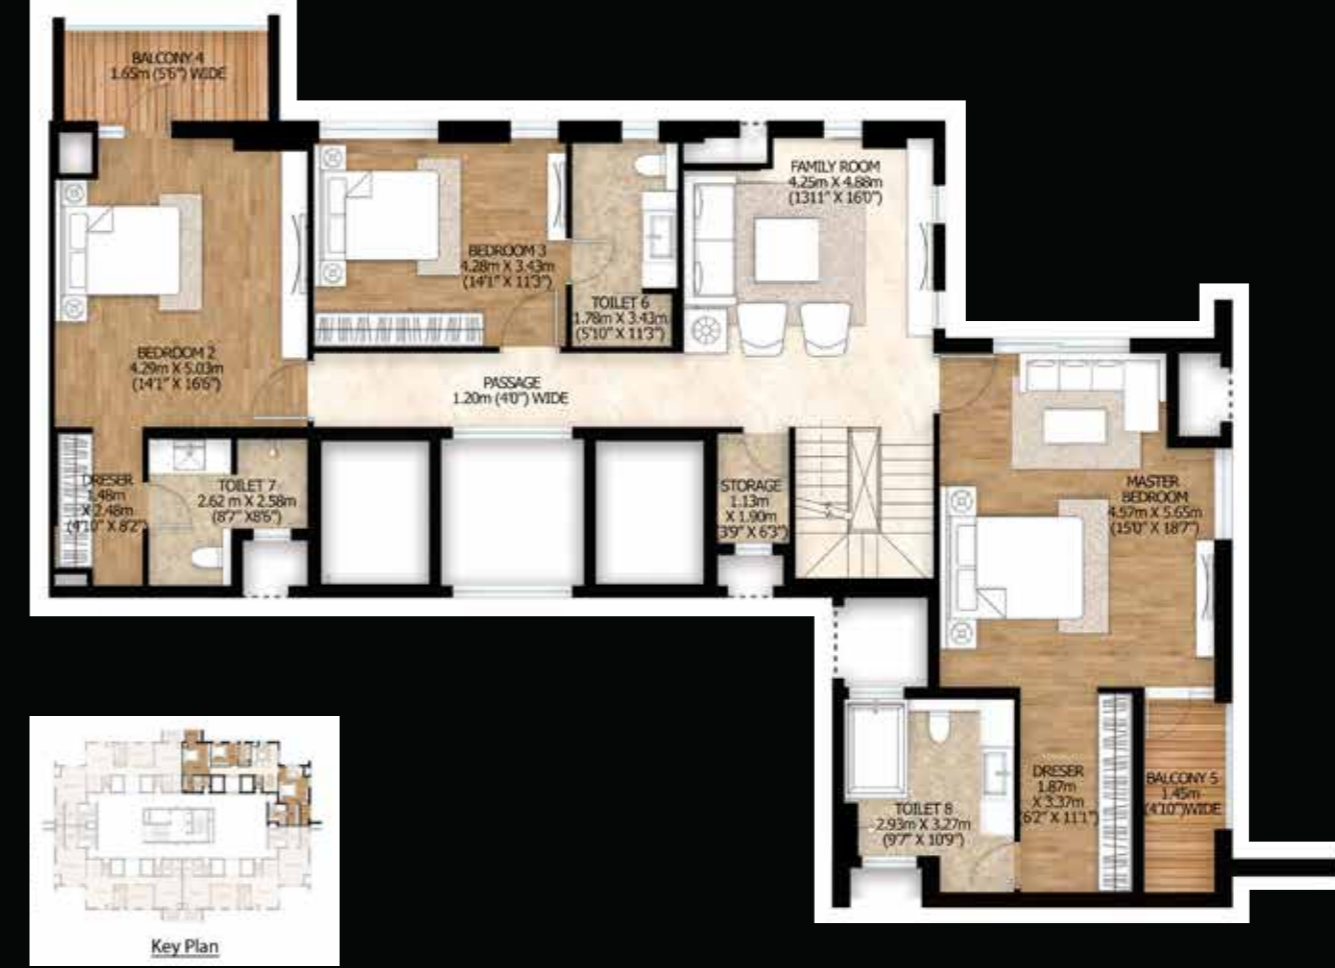 BALCONY 4
1.65m (5'6") WIDE
FAMILY ROOM
4.25m X 4.88m
(13'11" X 16'0")
BEDROOM 3
4.28m X 3.43m
(14'1" X 11'3")
TOILET 6
1.78m X 3.43m
(5'10" X 11'3")
BEDROOM 2
4.29m X 5.03m
(14'1" X 16'6")
PASSAGE
1.20m (4'0") WIDE
DRESER
1.48m
X 2.48m
(4'10" X 8'2")
TOILET 7
2.62 m X 2.58m
(8'7" X8'6")
STORAGE
1.13m
X 1.90m
(3'9" X 6'3")
MASTER
BEDROOM
4.57m X 5.65m
(15'0" X 18'7")
TOILET 8
2.93m X 3.27m
(9'7" X 10'9")
DRESER
1.87m
X 3.37m
(6'2" X 11'1")
BALCONY 5
1.45m
(4'10")WIDE
Key Plan